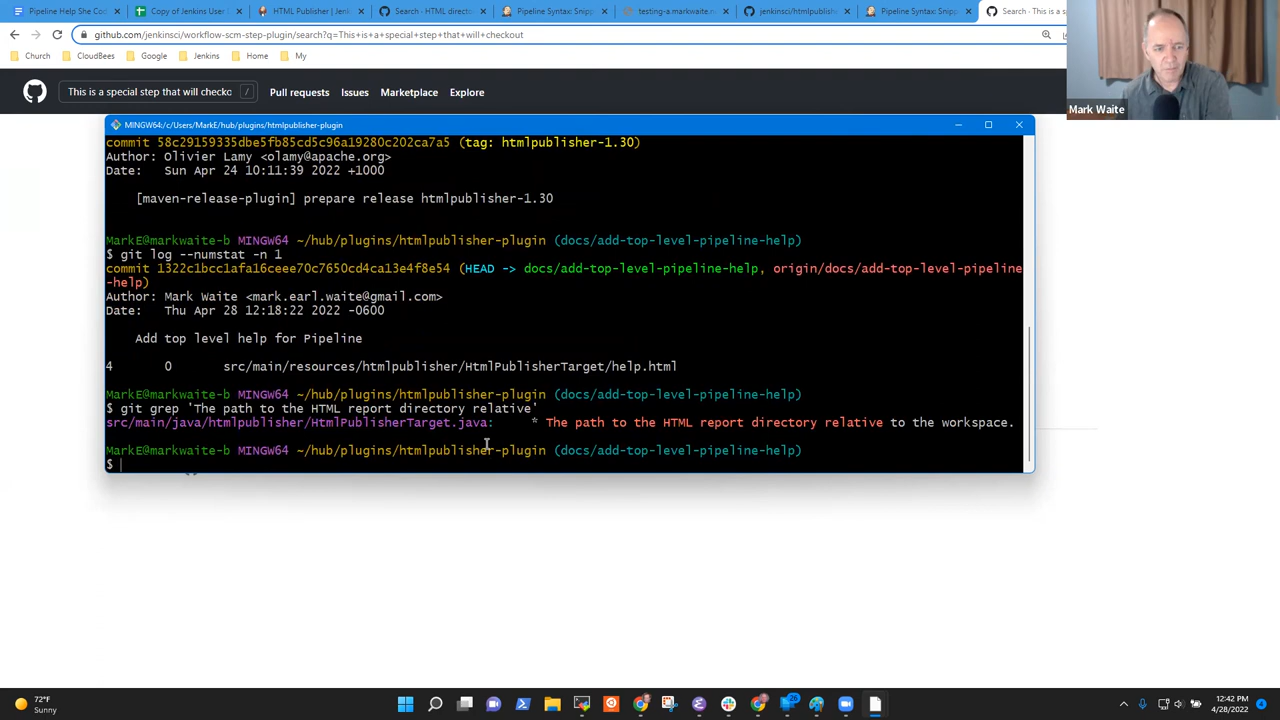 Pipeline Help She Cod
Copy of Jenkins User
HTML Publisher | Jenk
Search - HTML directo
Pipeline Syntax: Snipp
testing-a.markwaite.n
jenkinsci/htmlpublishe
Pipeline Syntax: Snipp
Search - This is a s
github.com/jenkinsci/workflow-scm-step-plugin/search?q=This+is+a+special+step+that+will+checkout
Church
CloudBees
Google
Jenkins
Home
My
This is a special step that will checkc /
Pull requests
Issues
Marketplace
Explore
Mark Waite
MINGW64:/c/Users/MarkE/hub/plugins/htmlpublisher-plugin
commit 58c29159335dbe5fb85cd5c96a19280c202ca7a5 (tag: htmlpublisher-1.30)
Author: Olivier Lamy <olamy@apache.org>
Date:   Sun Apr 24 10:11:39 2022 +1000
[maven-release-plugin] prepare release htmlpublisher-1.30
MarkE@markwaite-b MINGW64 ~/hub/plugins/htmlpublisher-plugin (docs/add-top-level-pipeline-help)
$ git log --numstat -n 1
commit 1322c1bcc1afa16ceee70c7650cd4ca13e4f8e54 (HEAD -> docs/add-top-level-pipeline-help, origin/docs/add-top-level-pipeline
-help)
Author: Mark Waite <mark.earl.waite@gmail.com>
Date:   Thu Apr 28 12:18:22 2022 -0600
Add top level help for Pipeline
4       0       src/main/resources/htmlpublisher/HtmlPublisherTarget/help.html
MarkE@markwaite-b MINGW64 ~/hub/plugins/htmlpublisher-plugin (docs/add-top-level-pipeline-help)
$ git grep 'The path to the HTML report directory relative'
src/main/java/htmlpublisher/HtmlPublisherTarget.java:     * The path to the HTML report directory relative to the workspace.
MarkE@markwaite-b MINGW64 ~/hub/plugins/htmlpublisher-plugin (docs/add-top-level-pipeline-help)
$
72°F
Sunny
26
12:42 PM
4/28/2022